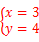 x = 3
y = 4